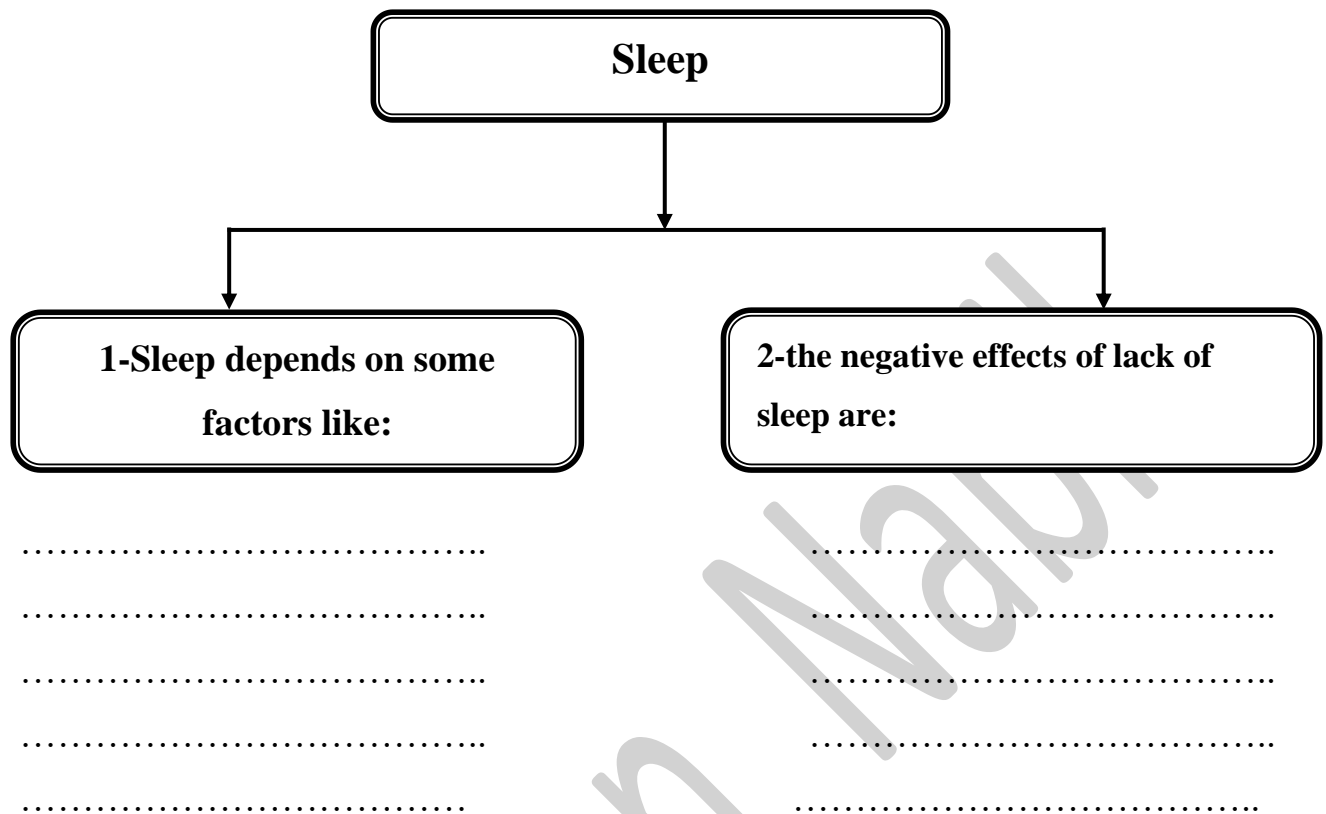 Sleep
1-Sleep depends on some
factors like:
2-the negative effects of lack of
sleep are:
……………………………….
……………………………….
……………………………….
……………………………….
………………………………
……………………………….
……………………………….
……………………………….
……………………………….
……………………………….